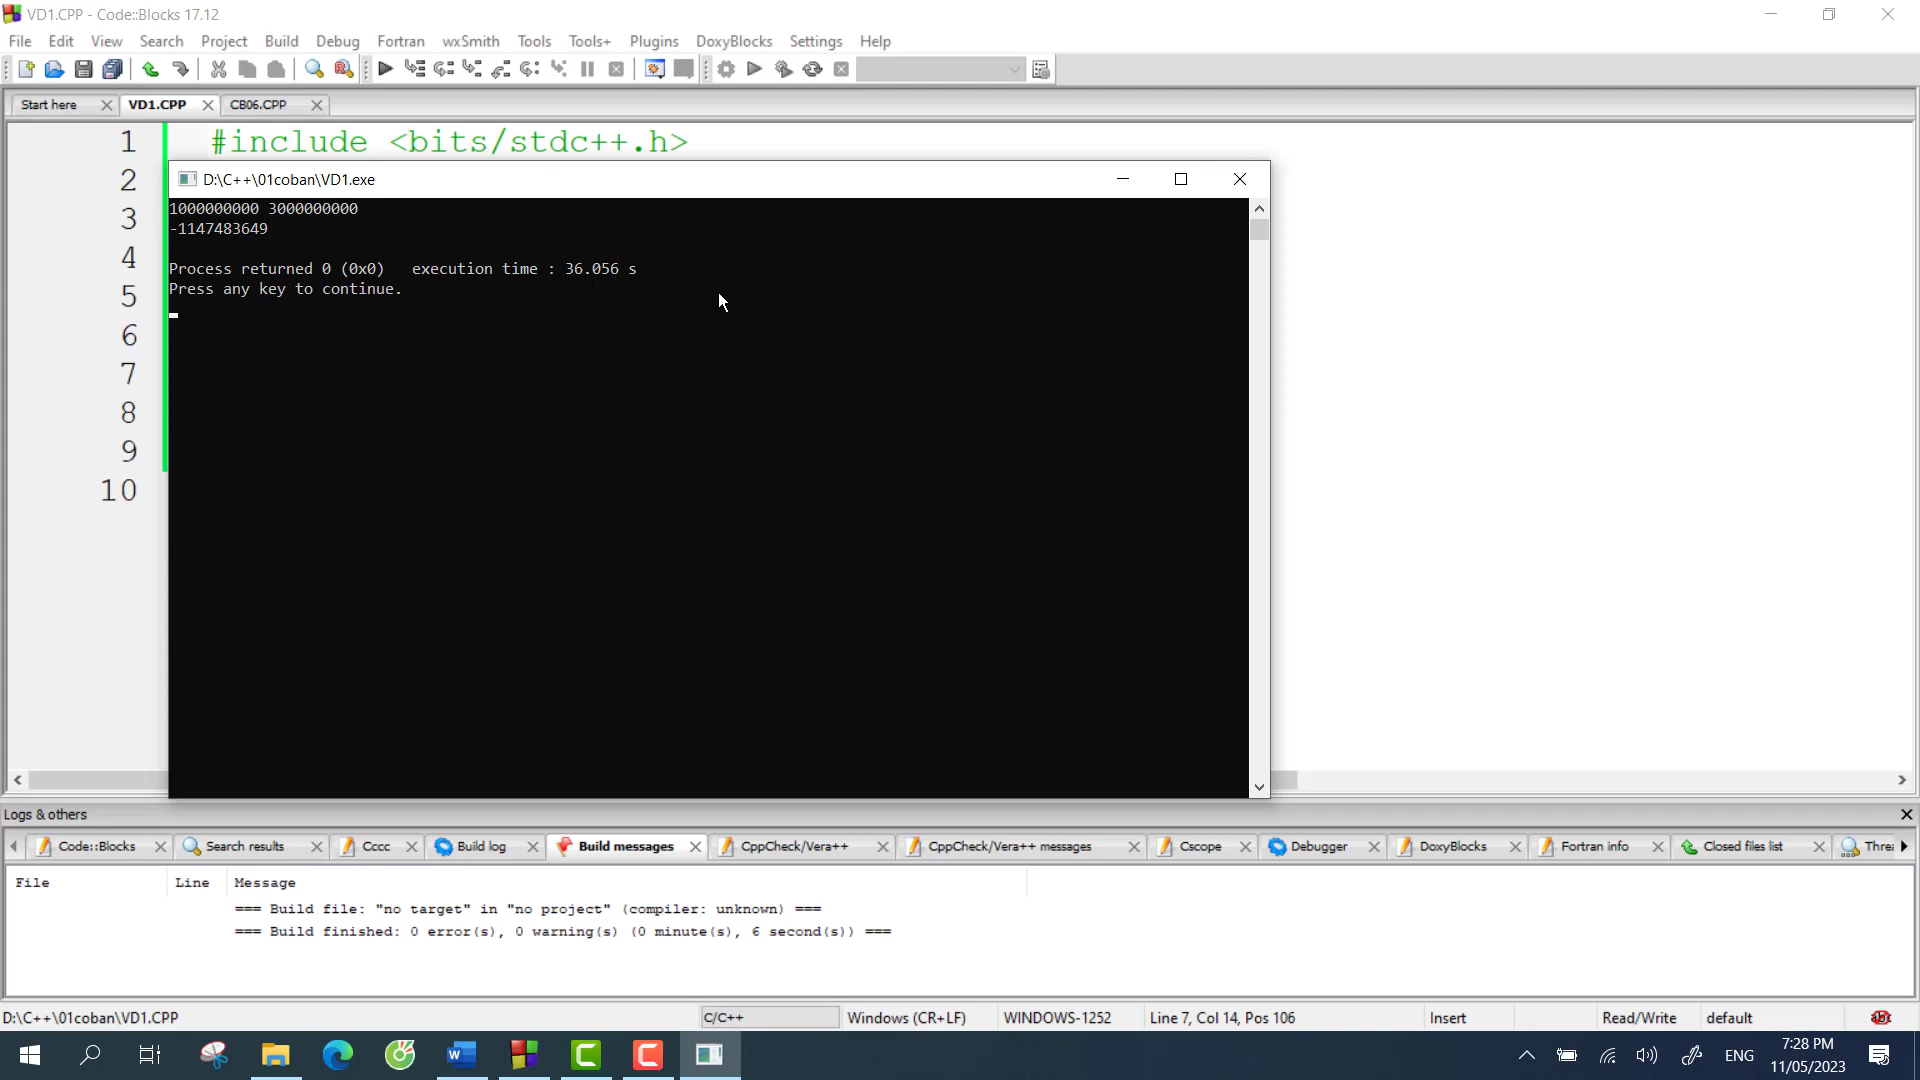 VD1.CPP - Code::Blocks 17.12
File Edit View Search Project Build Debug Fortran wxSmith Tools Tools+ Plugins DoxyBlocks Settings Help
Start here VD1.CPP CB06.CPP
1 #include <bits/stdc++.h>
2
3
4
5
6
7
8
9
10
D:\C++\01coban\VD1.exe
1000000000 3000000000
-1147483649
Process returned 0 (0x0)   execution time : 36.056 s
Press any key to continue.
Logs & others
Code::Blocks Search results Cccc Build log Build messages CppCheck/Vera++ CppCheck/Vera++ messages Cscope Debugger DoxyBlocks Fortran info Closed files list Threa
File Line Message
=== Build file: "no target" in "no project" (compiler: unknown) ===
=== Build finished: 0 error(s), 0 warning(s) (0 minute(s), 6 second(s)) ===
D:\C++\01coban\VD1.CPP C/C++ Windows (CR+LF) WINDOWS-1252 Line 7, Col 14, Pos 106 Insert Read/Write default abc
ENG
7:28 PM
11/05/2023